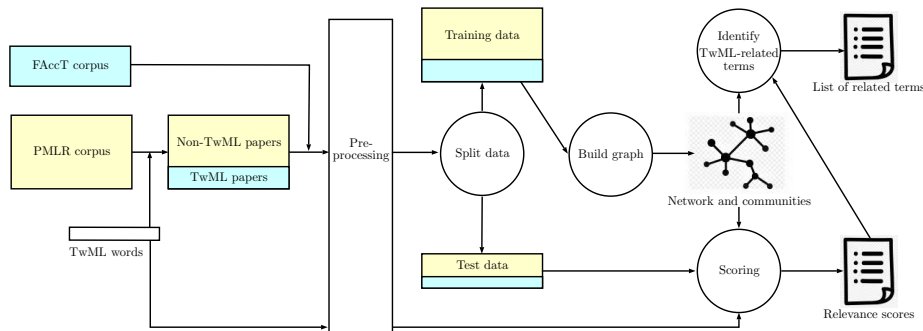 FAccT corpus
PMLR corpus
Non-TwML papers
TwML papers
TwML words
Pre-
processing
Training data
Split data
Test data
Build graph
Identify
TwML-related
terms
List of related terms
Network and communities
Scoring
Relevance scores